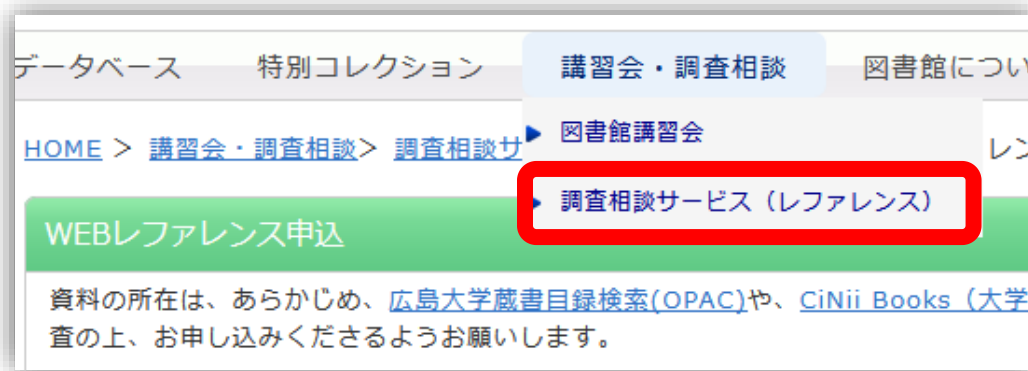 データベース 特別コレクション 講習会・調査相談 図書館につい
図書館講習会
HOME > 講習会・調査相談> 調査相談サ レン
調査相談サービス（レファレンス）
WEBレファレンス申込
資料の所在は、あらかじめ、広島大学蔵書目録検索(OPAC)や、CiNii Books（大学
査の上、お申し込みくださるようお願いします。